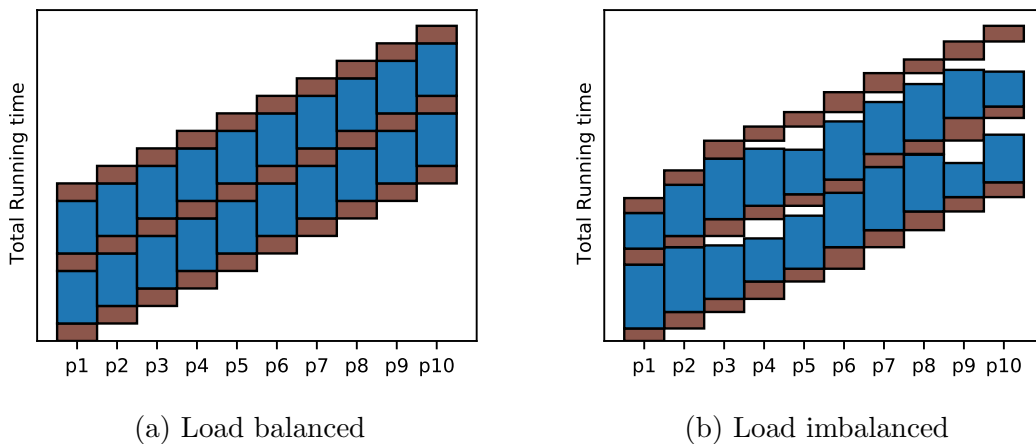 Total Running time
p1 p2 p3 p4 p5 p6 p7 p8 p9 p10
(a) Load balanced
Total Running time
p1 p2 p3 p4 p5 p6 p7 p8 p9 p10
(b) Load imbalanced